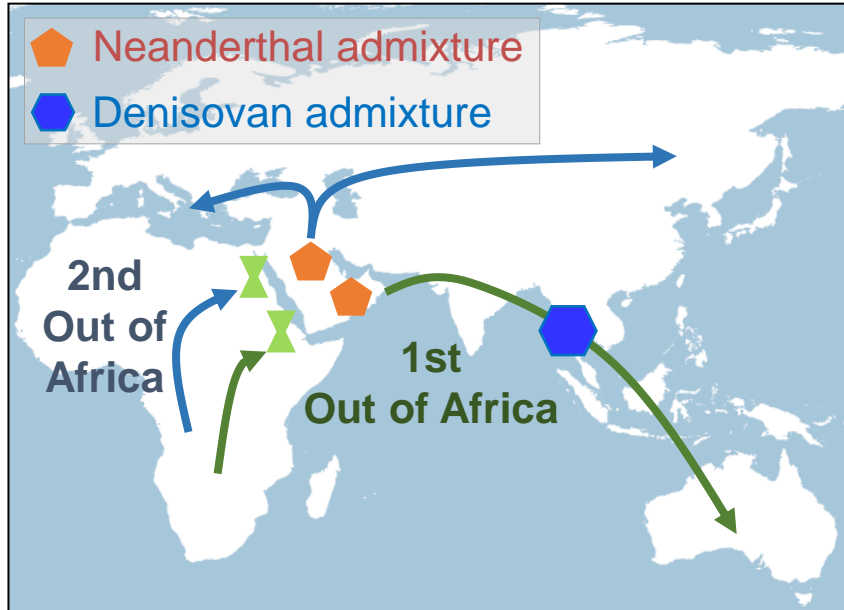 Neanderthal admixture
Denisovan admixture
2nd
Out of
Africa
1st
Out of Africa